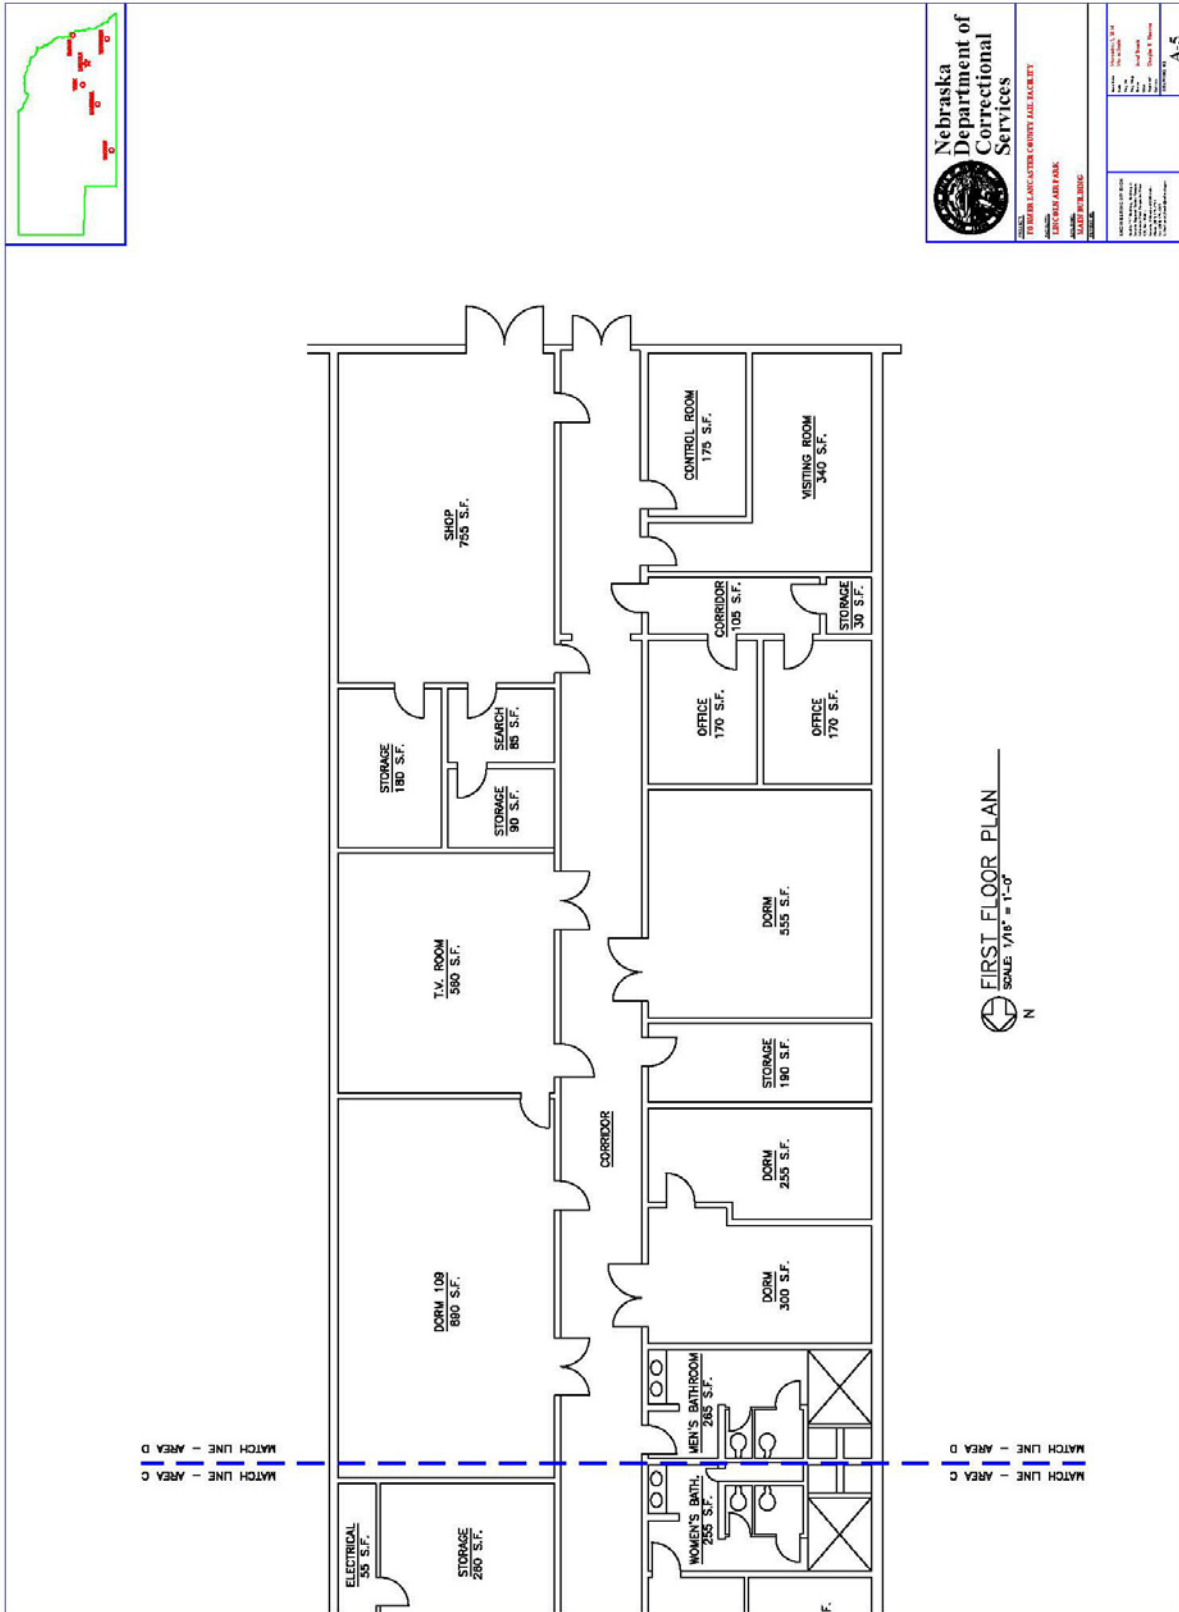 Nebraska
Department of
Correctional
Services
FORMER LANCASTER COUNTY JAIL FACILITY
LINCOLN AIR PARK
MAIN BUILDING
A-5
SHOP
755 S.F.
CONTROL ROOM
175 S.F.
VISITING ROOM
340 S.F.
CORRIDOR
105 S.F.
STORAGE
30 S.F.
OFFICE
170 S.F.
OFFICE
170 S.F.
STORAGE
180 S.F.
SEARCH
85 S.F.
STORAGE
90 S.F.
T.V. ROOM
560 S.F.
DORM
555 S.F.
STORAGE
190 S.F.
CORRIDOR
DORM
255 S.F.
DORM 109
890 S.F.
DORM
300 S.F.
MEN'S BATHROOM
265 S.F.
WOMEN'S BATH.
255 S.F.
ELECTRICAL
55 S.F.
STORAGE
260 S.F.
F.
MATCH LINE - AREA D
MATCH LINE - AREA C
MATCH LINE - AREA D
MATCH LINE - AREA C
FIRST FLOOR PLAN
SCALE: 1/16" = 1'-0"
N